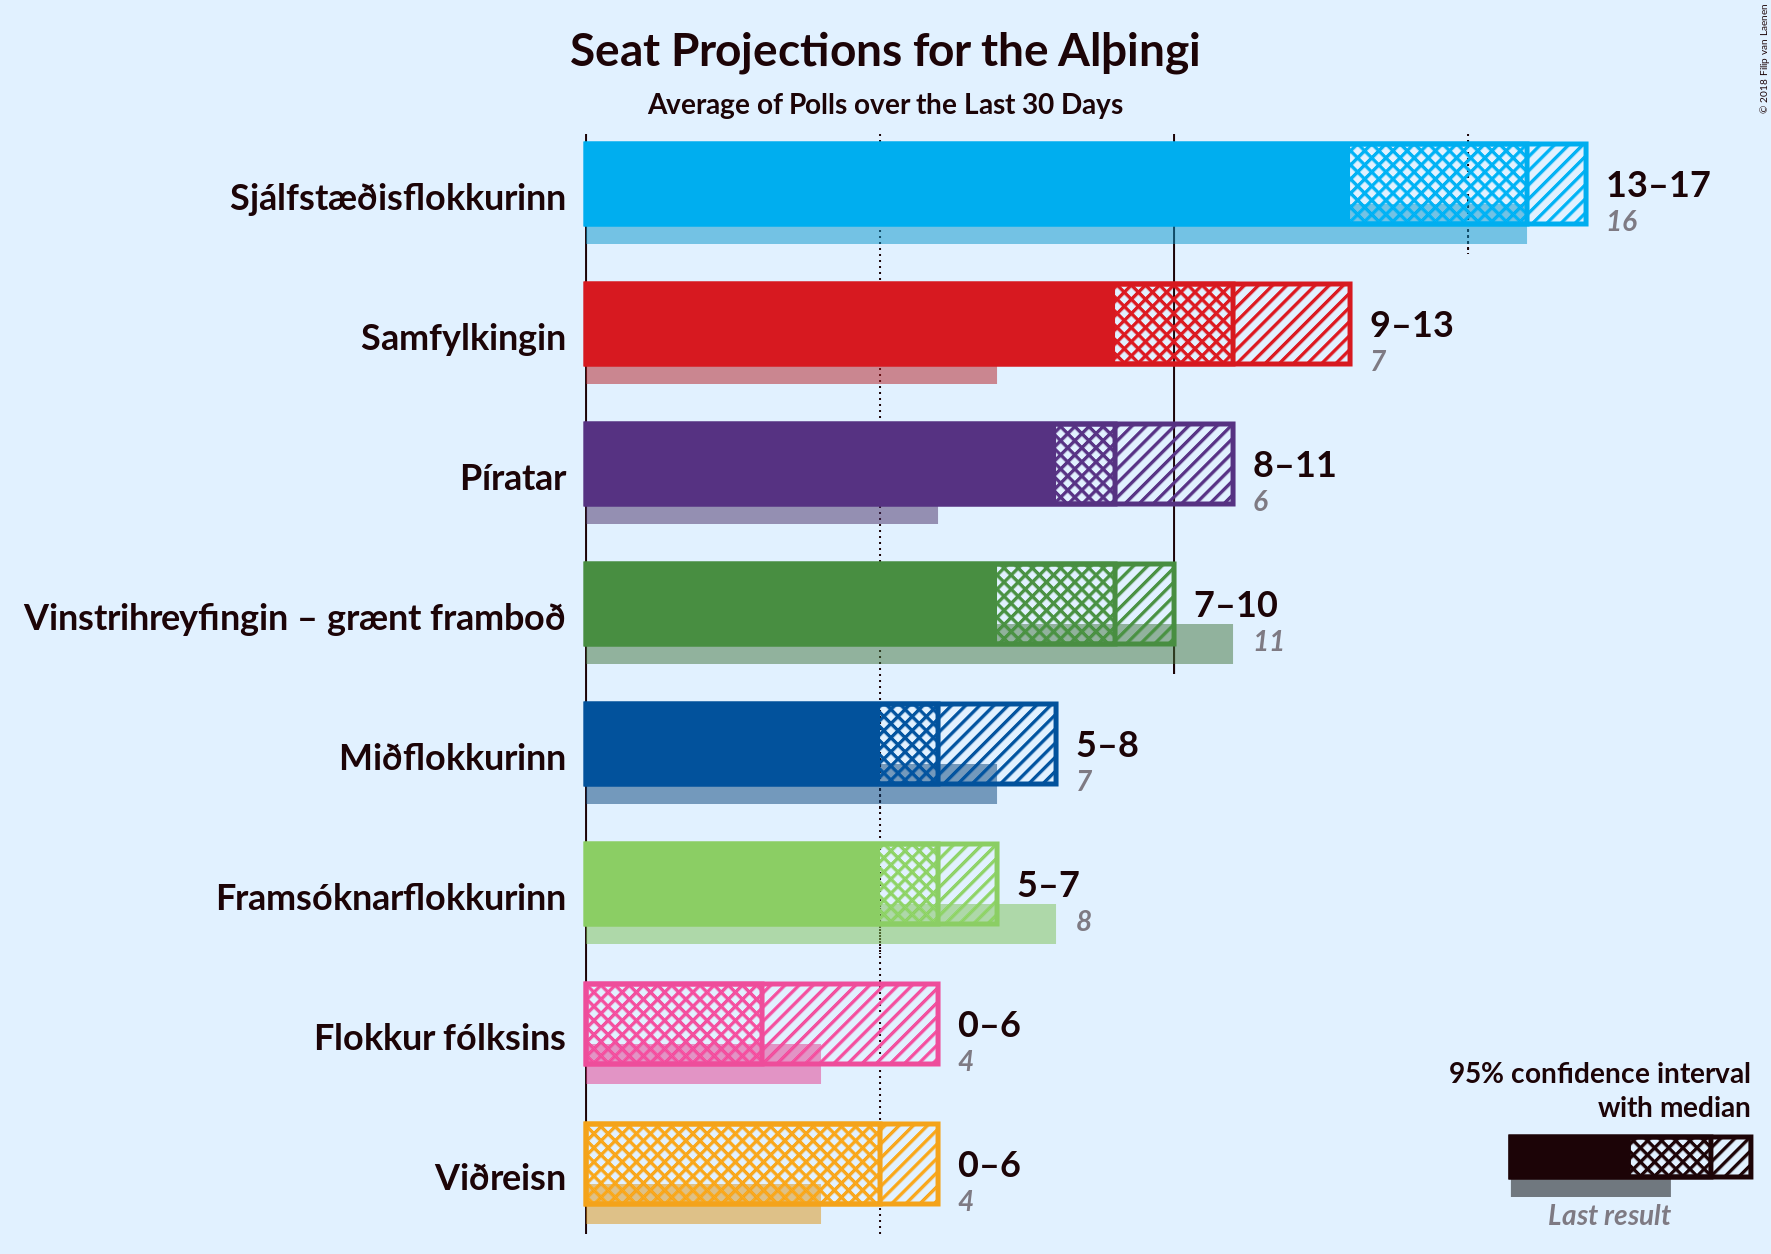 Seat Projections for the Alþingi
Average of Polls over the Last 30 Days
© 2018 Filip van Laenen
Sjálfstæðisflokkurinn
13–17
16
Samfylkingin
9–13
7
Píratar
8–11
6
Vinstrihreyfingin – grænt framboð
7–10
11
Miðflokkurinn
5–8
7
Framsóknarflokkurinn
5–7
8
Flokkur fólksins
0–6
4
Viðreisn
0–6
4
95% confidence interval
with median
Last result